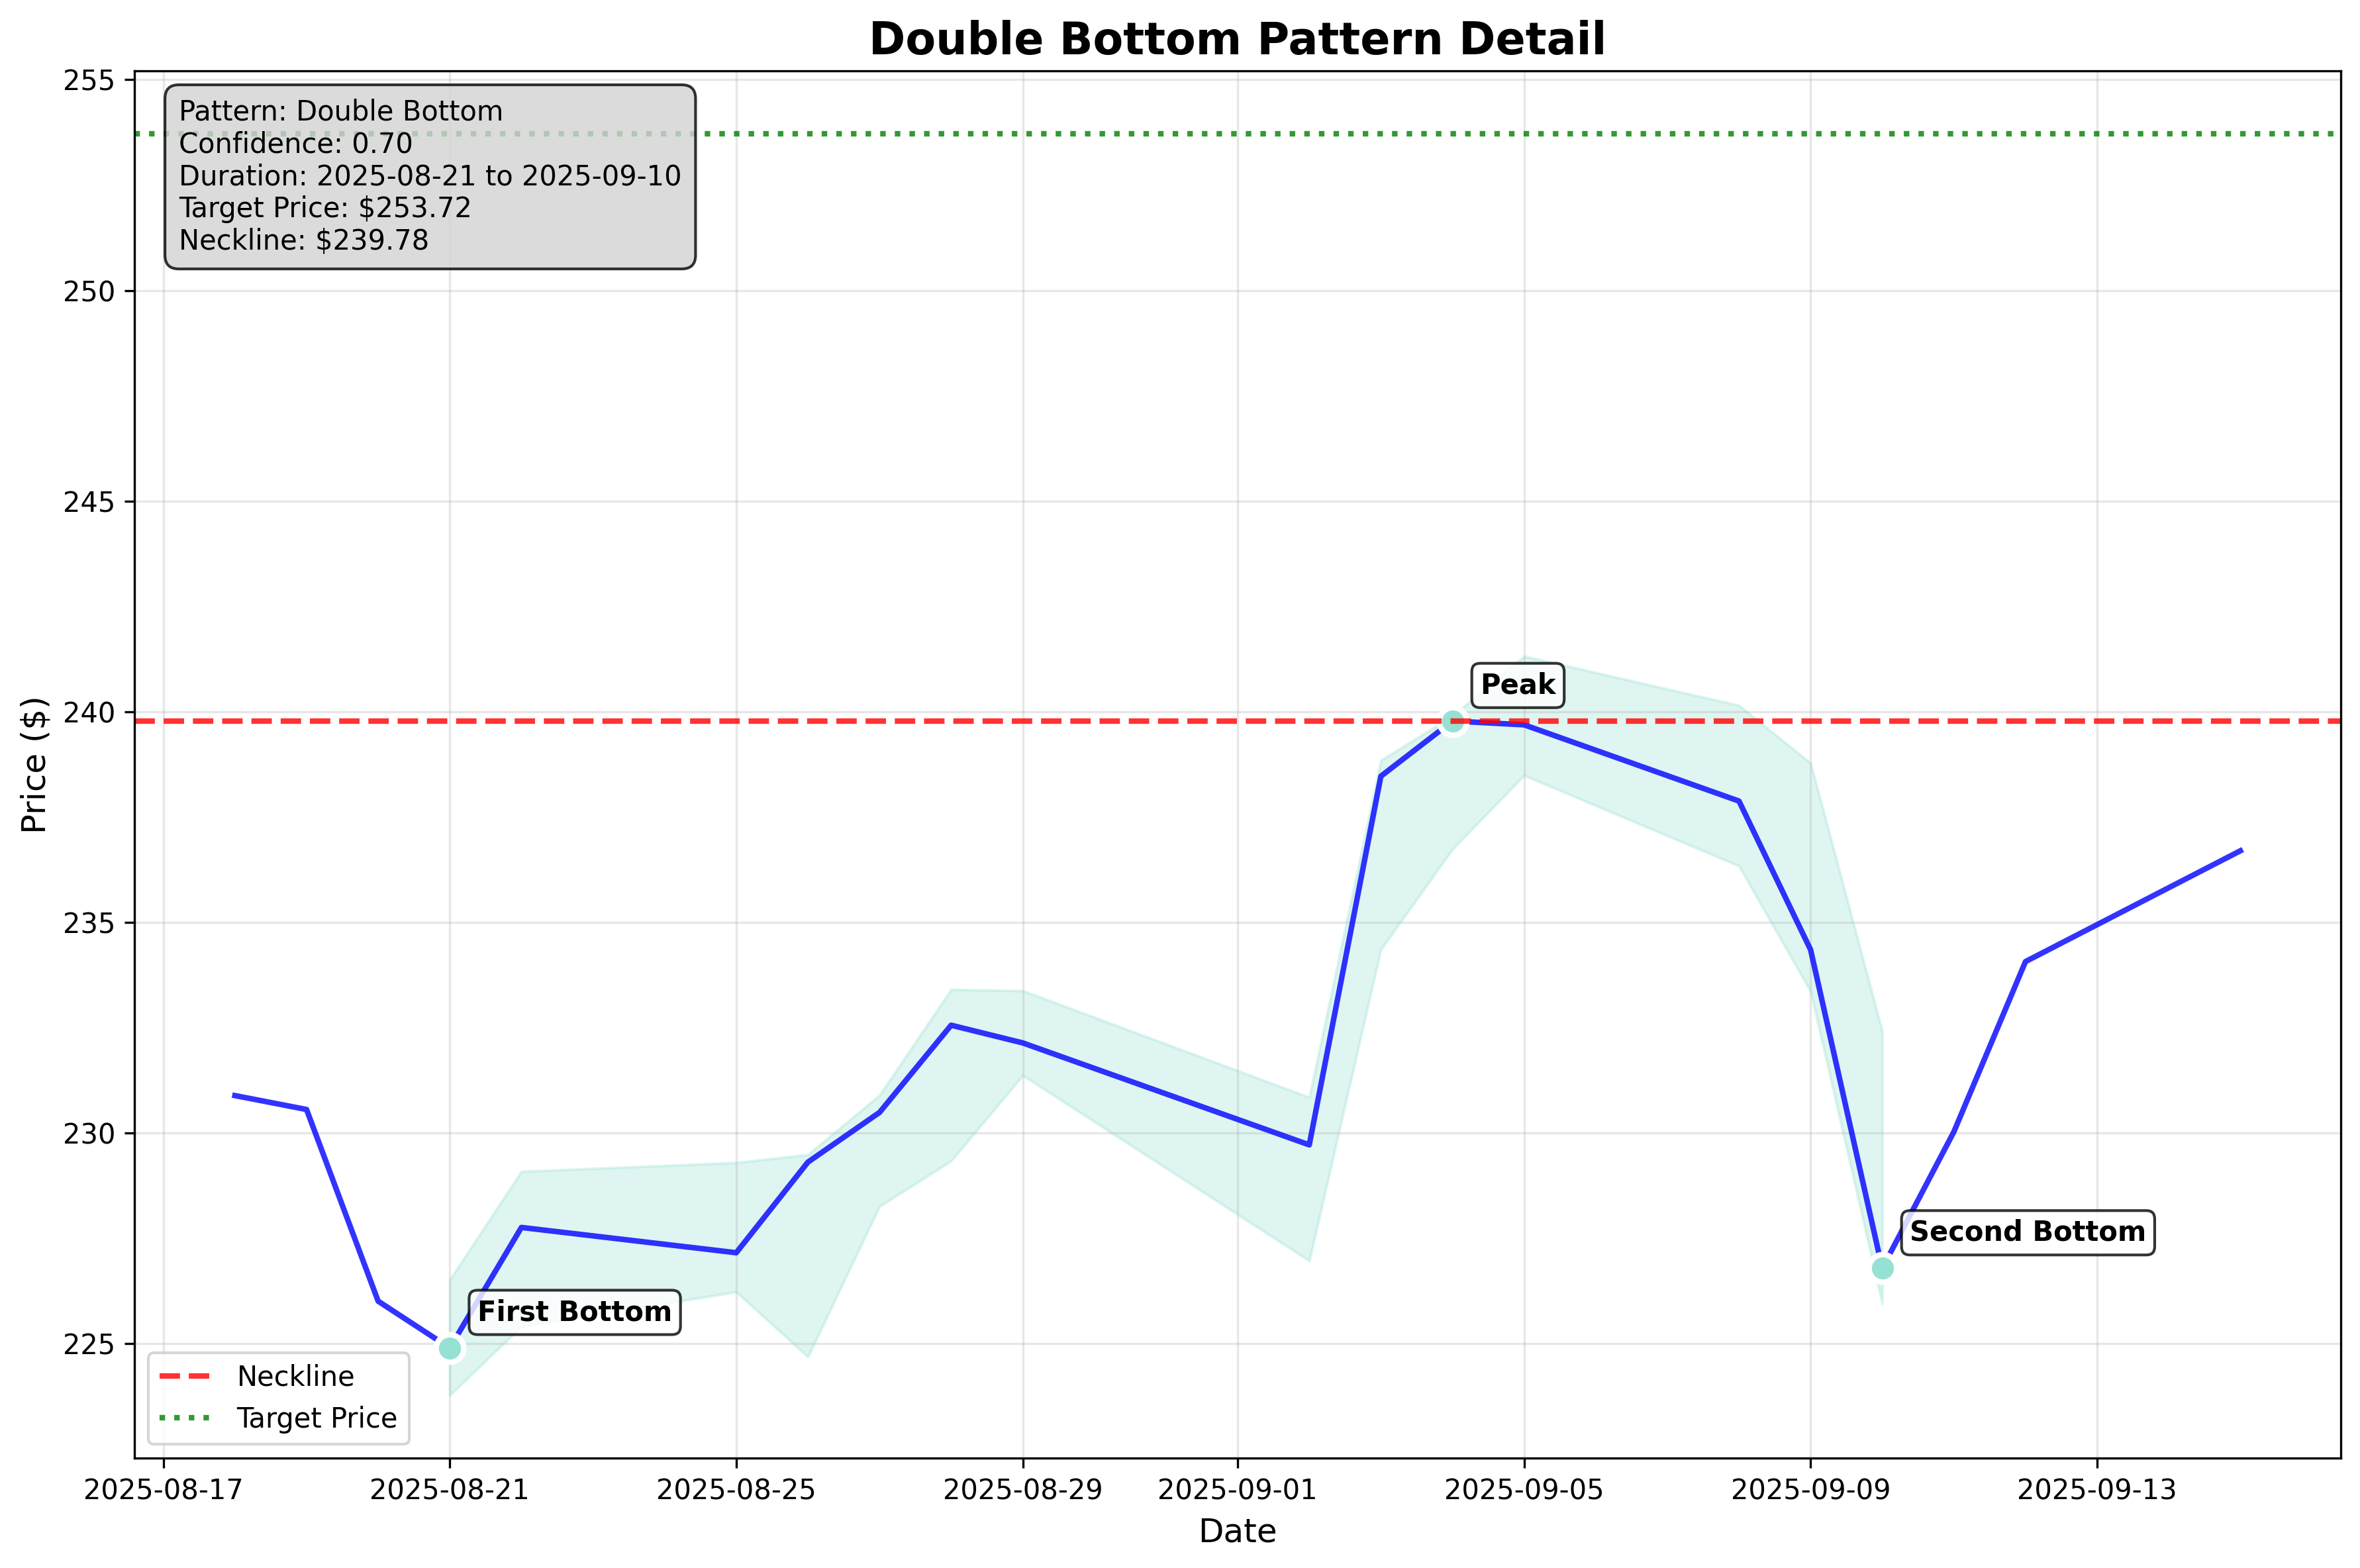 Double Bottom Pattern Detail
255
250
245
240
235
230
225
Price ($)
Pattern: Double Bottom
Confidence: 0.70
Duration: 2025-08-21 to 2025-09-10
Target Price: $253.72
Neckline: $239.78
Peak
Second Bottom
First Bottom
Neckline
Target Price
2025-08-17
2025-08-21
2025-08-25
2025-08-29
2025-09-01
2025-09-05
2025-09-09
2025-09-13
Date